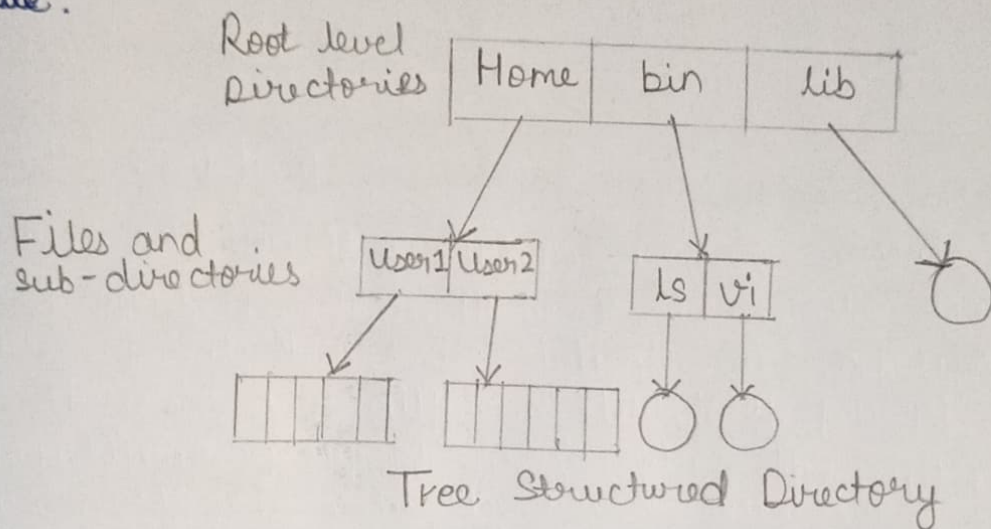 Root level
Directories
Home bin lib
Files and
sub-directories
User1 User2
ls vi
Tree Structured Directory